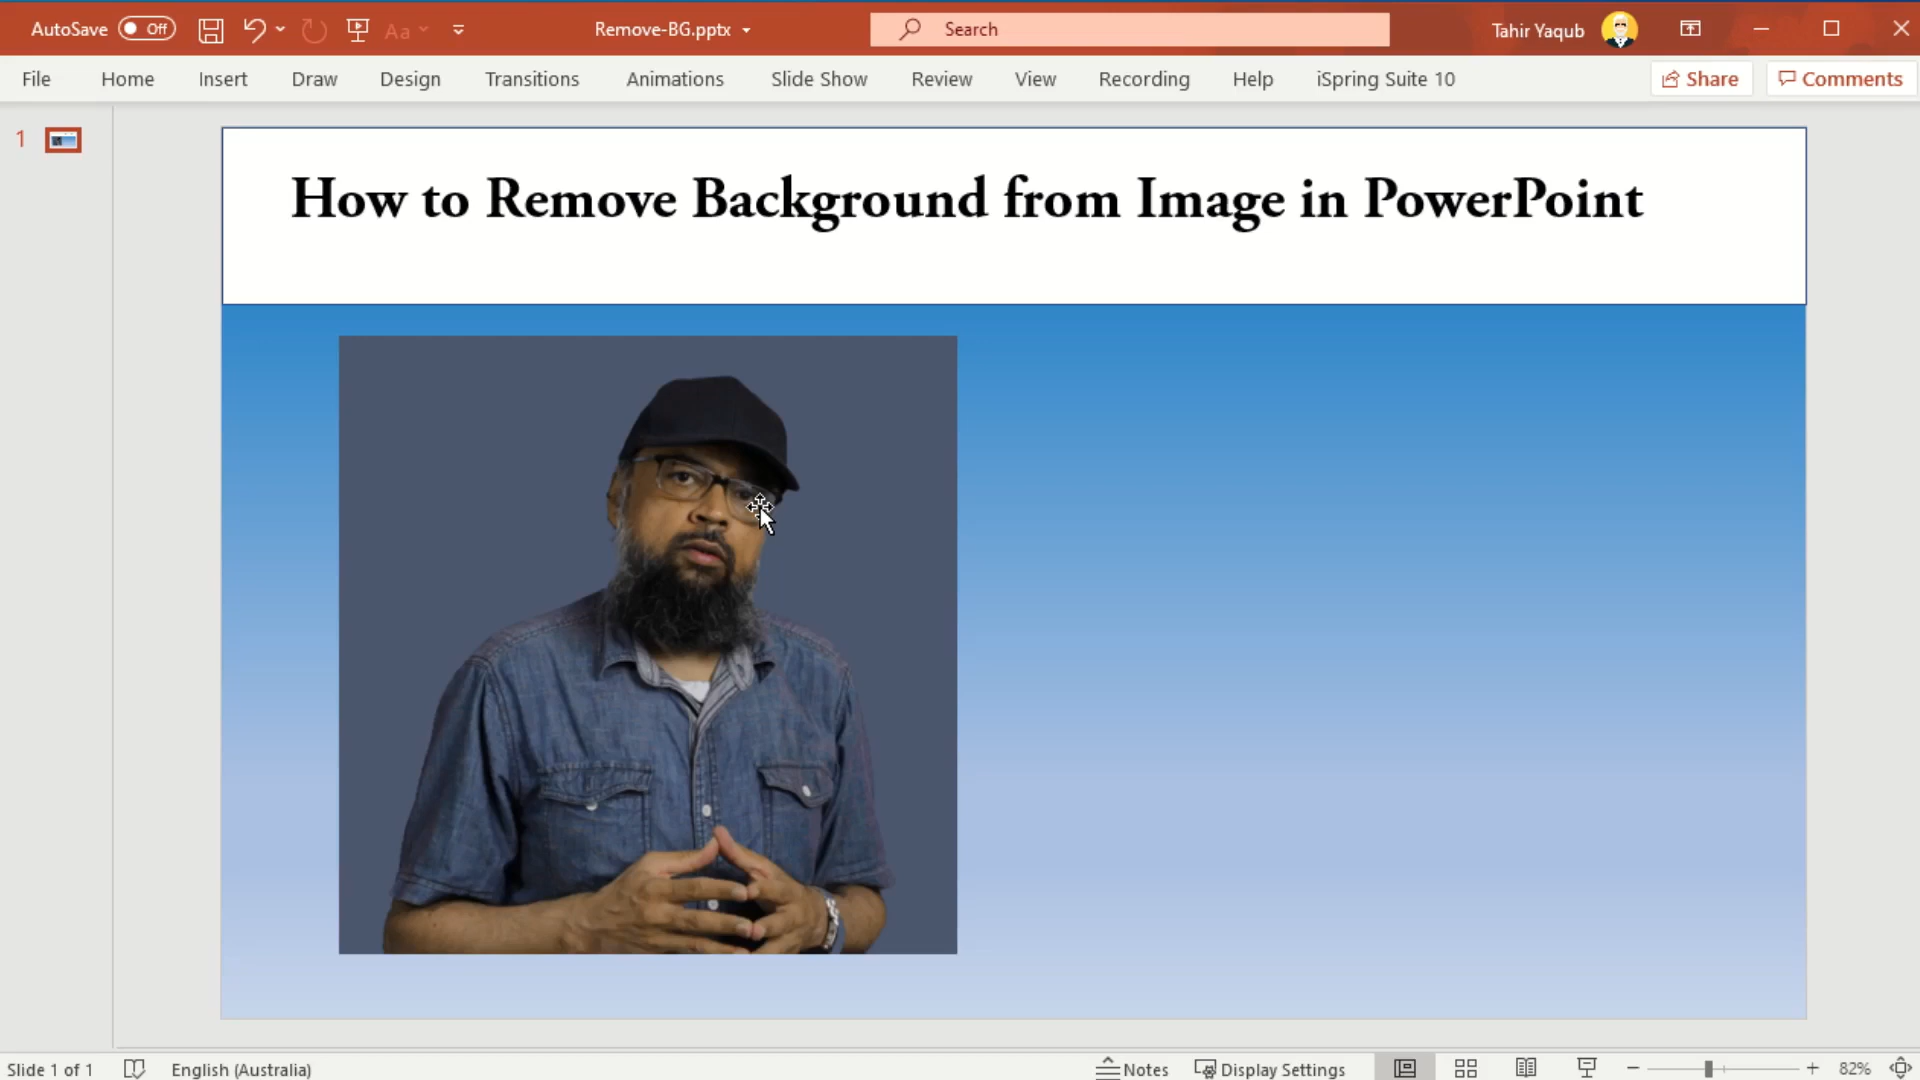 AutoSave Off Aa Remove-BG.pptx Search Tahir Yaqub
File Home Insert Draw Design Transitions Animations Slide Show Review View Recording Help iSpring Suite 10 Share Comments
1
How to Remove Background from Image in PowerPoint
Slide 1 of 1 English (Australia) Notes Display Settings 82%